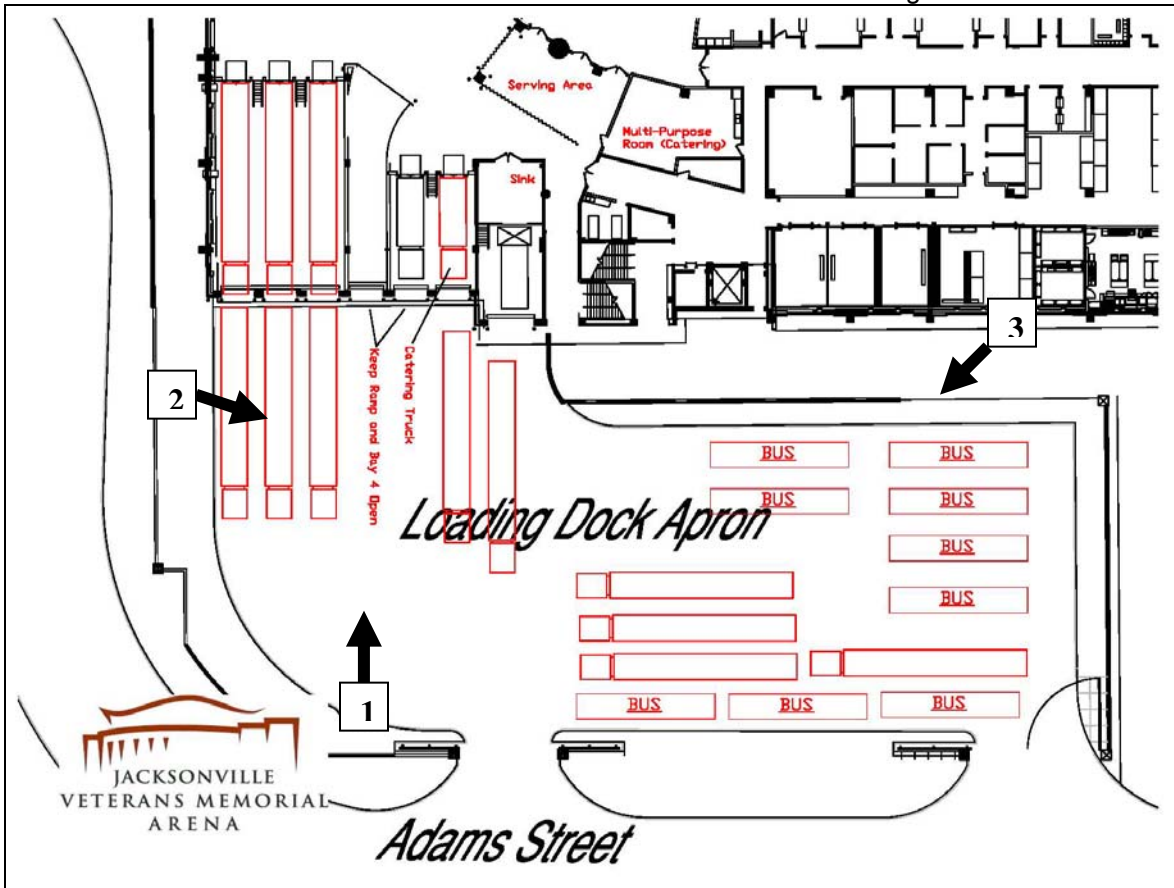 Serving Area
Multi-Purpose
Room (Catering)
Sink
3
2
Catering Truck
Keep Ramp and Bay 4 Open
BUS
BUS
BUS
BUS
Loading Dock Apron
BUS
BUS
1
BUS
BUS
BUS
JACKSONVILLE
VETERANS MEMORIAL
ARENA
Adams Street